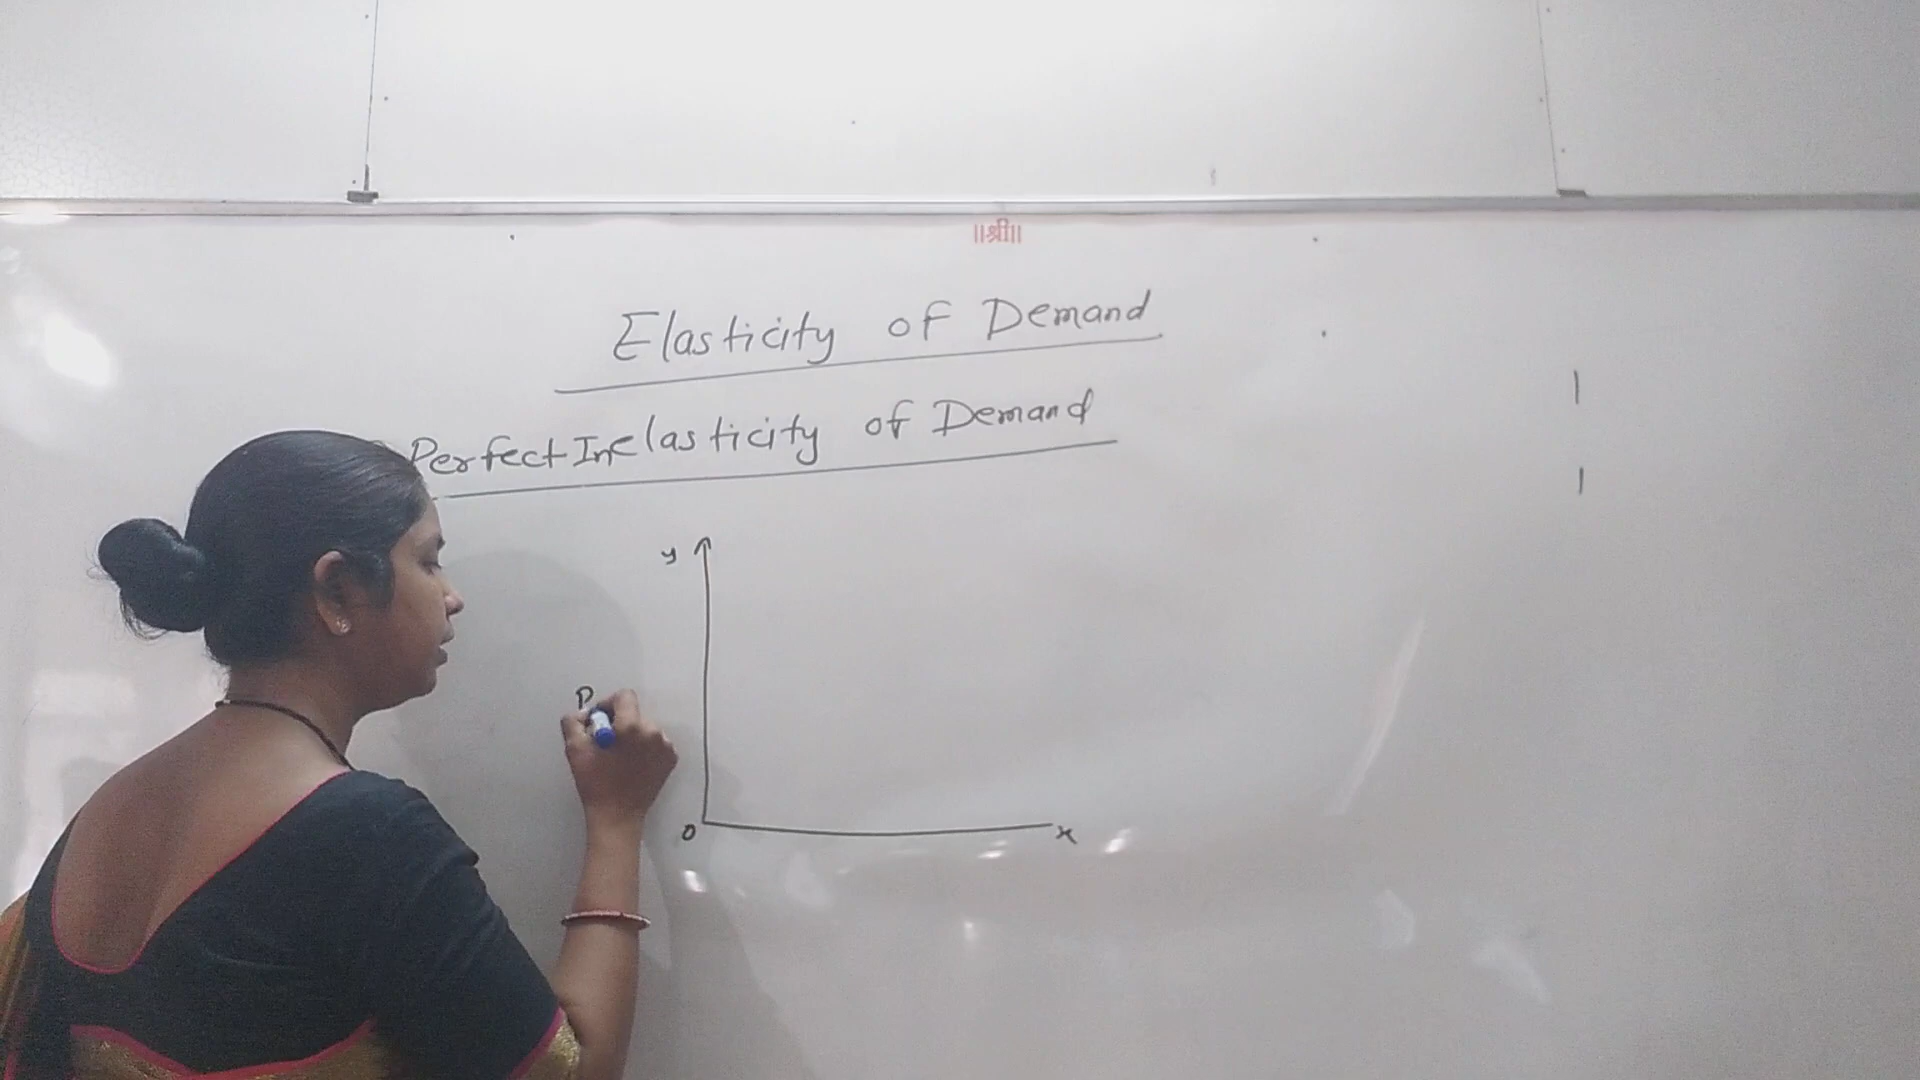 ॥श्री॥
Elasticity of Demand
Perfect Inelasticity of Demand
y
P
O
x